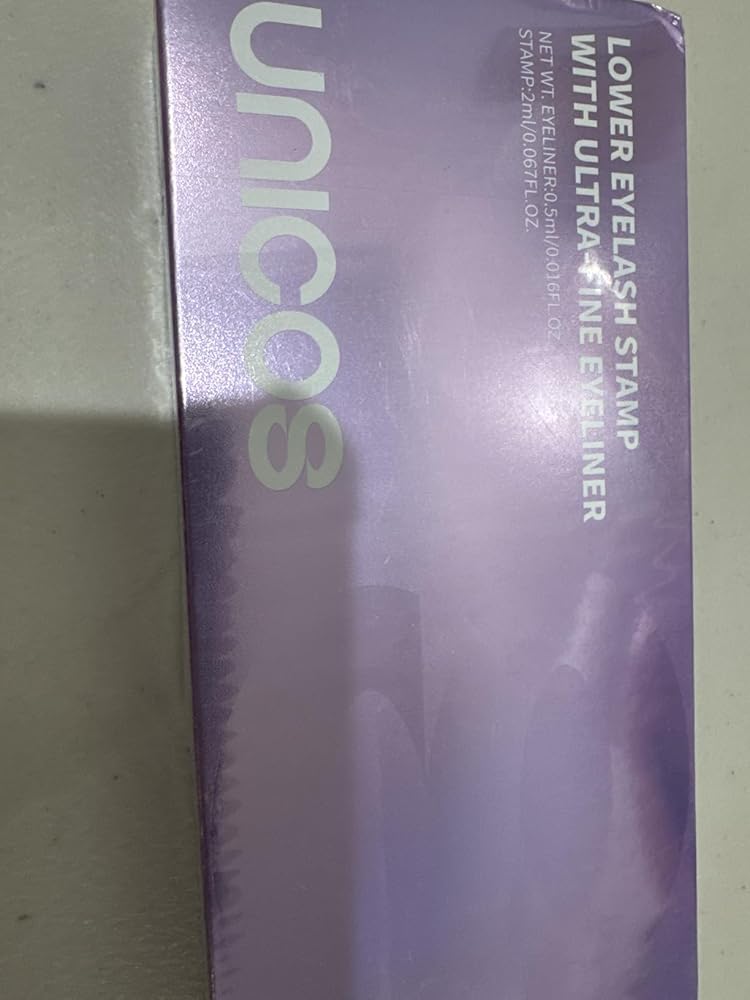 LOWER EYELASH STAMP
WITH ULTRA-FINE EYELINER
NET WT. EYELINER:0.5ml/0.016FL.OZ.
STAMP:2ml/0.067FL.OZ.
UNICOS